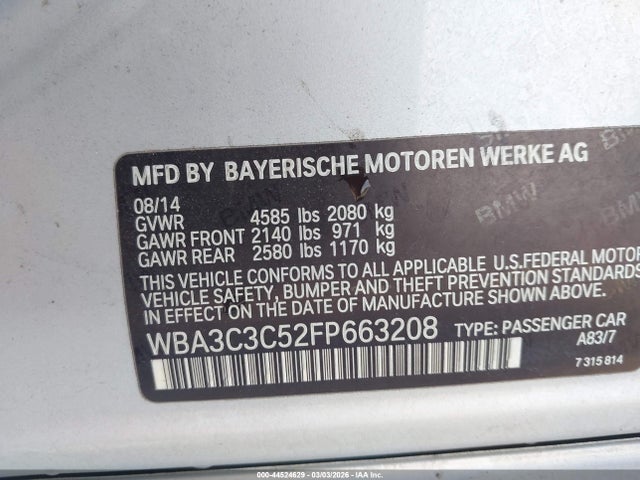 MFD BY BAYERISCHE MOTOREN WERKE AG
08/14
GVWR 4585 lbs 2080 kg
GAWR FRONT 2140 lbs 971 kg
GAWR REAR 2580 lbs 1170 kg
THIS VEHICLE CONFORMS TO ALL APPLICABLE U.S.FEDERAL MOTOR
VEHICLE SAFETY, BUMPER AND THEFT PREVENTION STANDARDS
IN EFFECT ON THE DATE OF MANUFACTURE SHOWN ABOVE.
WBA3C3C52FP663208 TYPE: PASSENGER CAR
A83/7
7 315 814
000-44524629 - 03/03/2026 - IAA Inc. (C)